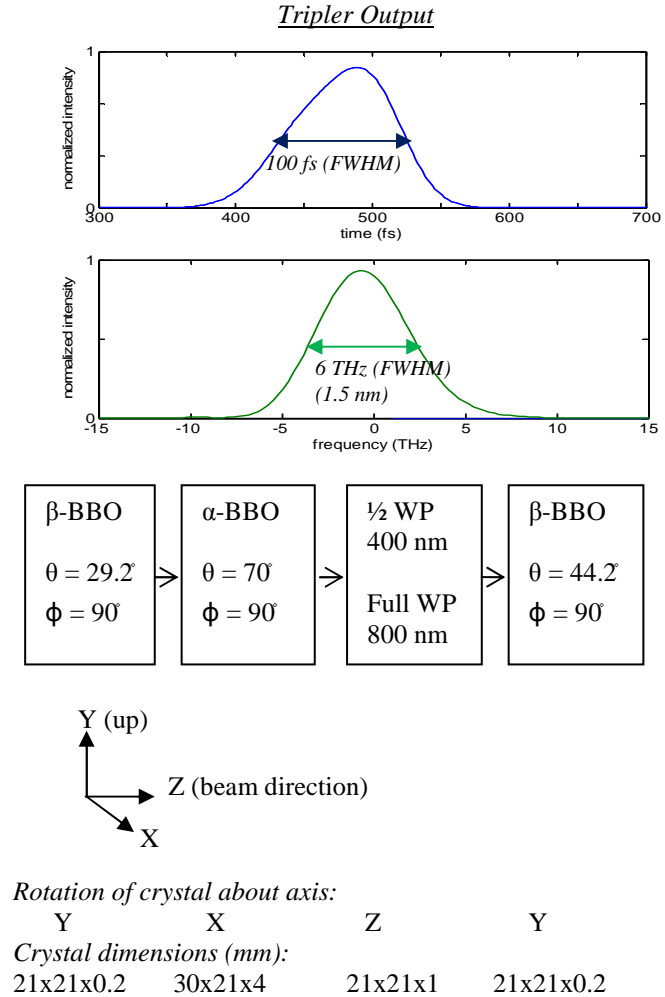 Tripler Output
1
normalized intensity
100 fs (FWHM)
0
300 400 500 600 700
time (fs)
1
normalized intensity
6 THz (FWHM)
(1.5 nm)
0
-15 -10 -5 0 5 10 15
frequency (THz)
β-BBO
θ = 29.2°
ϕ = 90°
α-BBO
θ = 70°
ϕ = 90°
½ WP
400 nm
Full WP
800 nm
β-BBO
θ = 44.2°
ϕ = 90°
Y (up)
Z (beam direction)
X
Rotation of crystal about axis:
Y X Z Y
Crystal dimensions (mm):
21x21x0.2 30x21x4 21x21x1 21x21x0.2